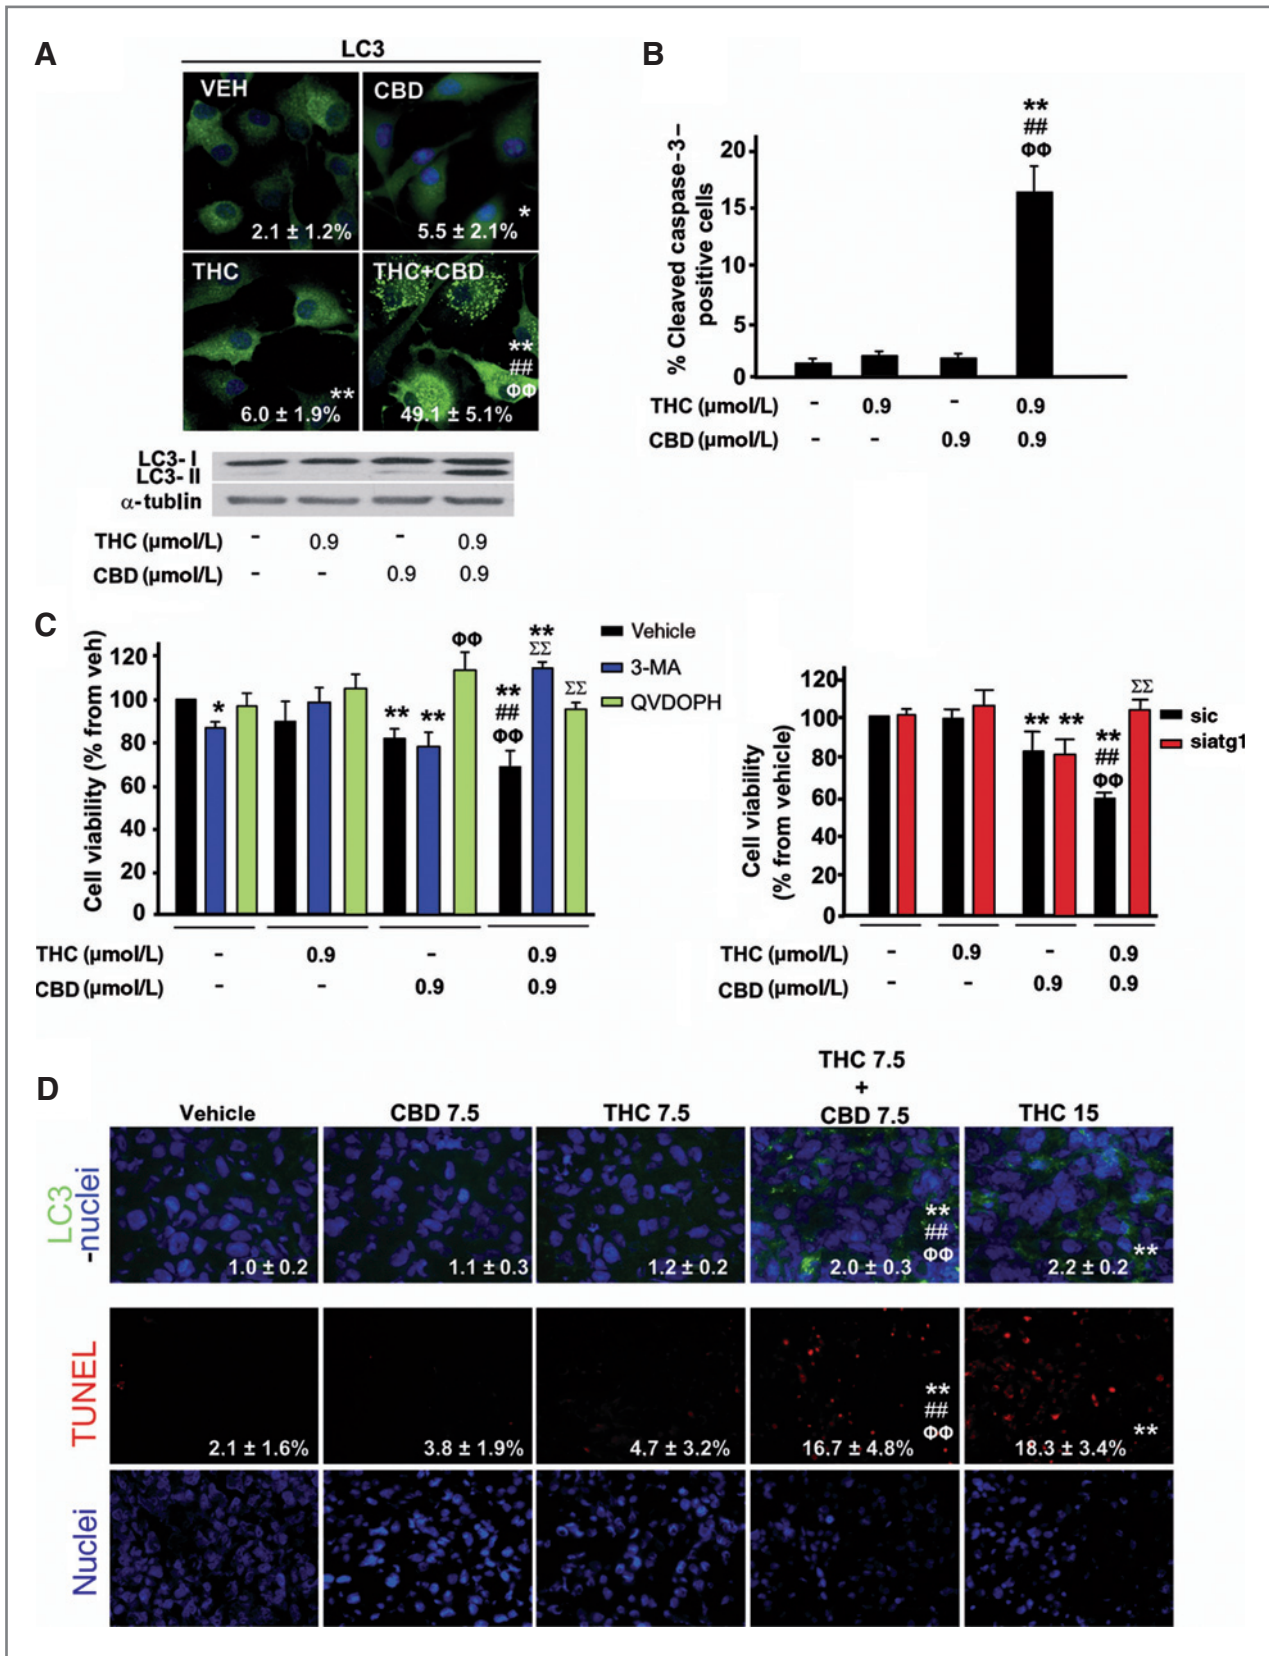 A
LC3
VEH
CBD
2.1 ± 1.2%
5.5 ± 2.1%
*
THC
THC+CBD
**
6.0 ± 1.9%
**
##
ΦΦ
49.1 ± 5.1%
LC3- I
LC3- II
α-tublin
THC (µmol/L) - 0.9 - 0.9
CBD (µmol/L) - - 0.9 0.9
B
% Cleaved caspase-3–
positive cells
20
15
10
5
0
**
##
ΦΦ
THC (µmol/L) - 0.9 - 0.9
CBD (µmol/L) - - 0.9 0.9
C
Cell viability (% from veh)
120
100
80
60
40
20
0
*
**
**
ΦΦ
**
##
ΦΦ
**
ΣΣ
ΣΣ
Vehicle
3-MA
QVDOPH
THC (µmol/L) - 0.9 - 0.9
CBD (µmol/L) - - 0.9 0.9
Cell viability
(% from vehicle)
120
100
80
60
40
20
0
**
**
**
##
ΦΦ
ΣΣ
sic
siatg1
THC (µmol/L) - 0.9 - 0.9
CBD (µmol/L) - - 0.9 0.9
D
Vehicle
CBD 7.5
THC 7.5
THC 7.5
+
CBD 7.5
THC 15
LC3
-nuclei
1.0 ± 0.2
1.1 ± 0.3
1.2 ± 0.2
**
##
ΦΦ
2.0 ± 0.3
**
2.2 ± 0.2
TUNEL
2.1 ± 1.6%
3.8 ± 1.9%
4.7 ± 3.2%
**
##
ΦΦ
16.7 ± 4.8%
**
18.3 ± 3.4%
Nuclei